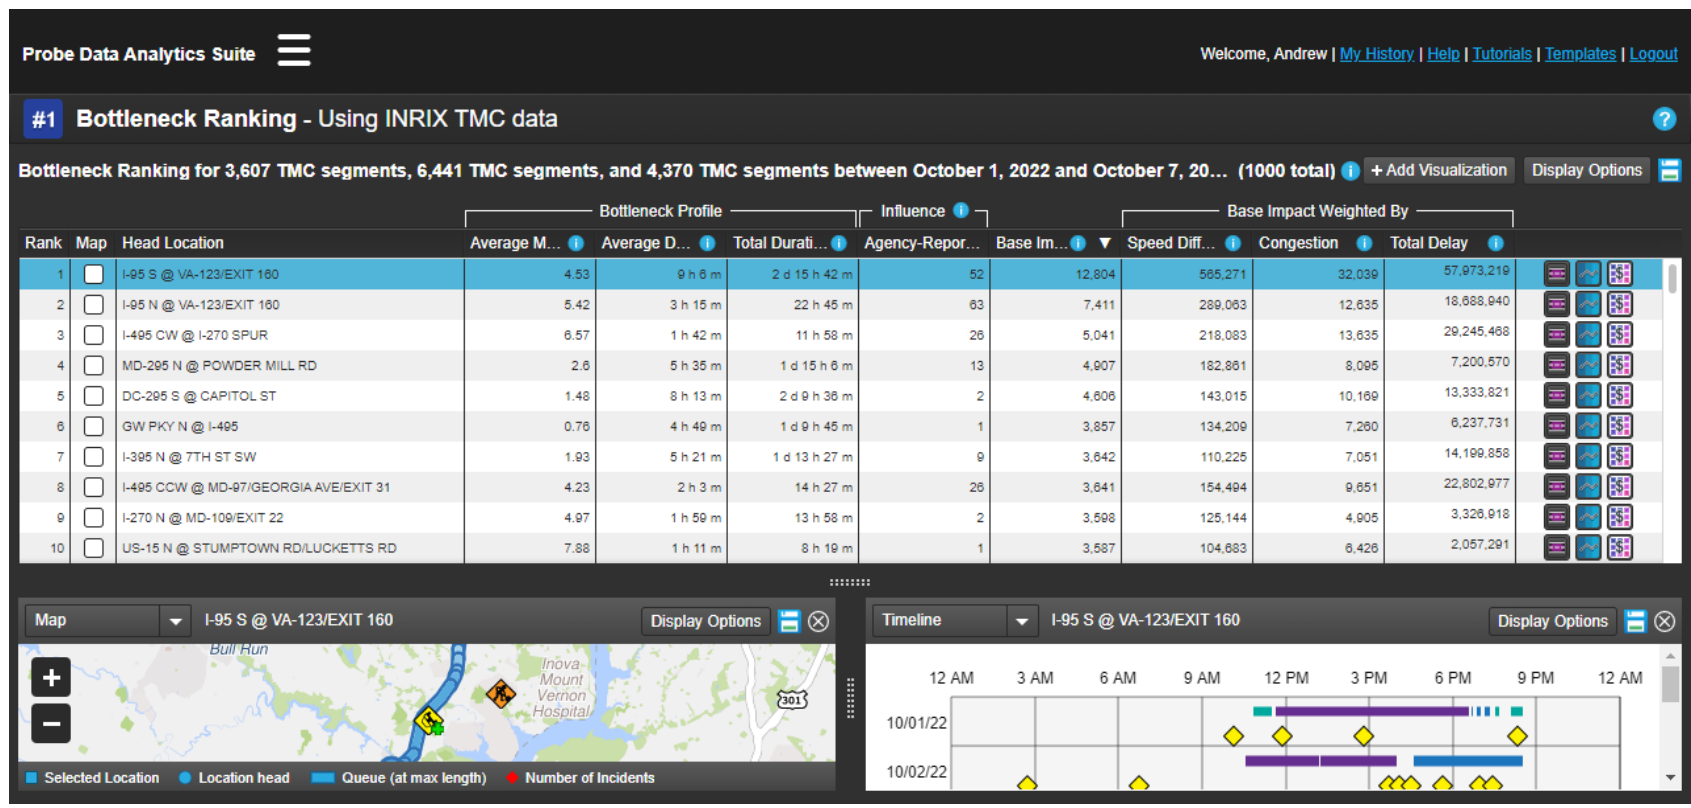 Probe Data Analytics Suite
Welcome, Andrew | My History | Help | Tutorials | Templates | Logout
#1 Bottleneck Ranking - Using INRIX TMC data ?
Bottleneck Ranking for 3,607 TMC segments, 6,441 TMC segments, and 4,370 TMC segments between October 1, 2022 and October 7, 20... (1000 total) i + Add Visualization Display Options
Bottleneck Profile Influence i Base Impact Weighted By
Rank Map Head Location Average M... i Average D... i Total Durati... i Agency-Repor... Base Im... i ▼ Speed Diff... i Congestion i Total Delay i
1 I-95 S @ VA-123/EXIT 160 4.53 9 h 6 m 2 d 15 h 42 m 52 12,804 565,271 32,039 57,973,219 $
2 I-95 N @ VA-123/EXIT 160 5.42 3 h 15 m 22 h 45 m 63 7,411 289,063 12,635 18,688,940 $
3 I-495 CW @ I-270 SPUR 6.57 1 h 42 m 11 h 58 m 26 5,041 218,083 13,635 29,245,468 $
4 MD-295 N @ POWDER MILL RD 2.6 5 h 35 m 1 d 15 h 6 m 13 4,907 182,861 8,095 7,200,570 $
5 DC-295 S @ CAPITOL ST 1.48 8 h 13 m 2 d 9 h 36 m 2 4,606 143,015 10,169 13,333,821 $
6 GW PKY N @ I-495 0.76 4 h 49 m 1 d 9 h 45 m 1 3,857 134,209 7,260 6,237,731 $
7 I-395 N @ 7TH ST SW 1.93 5 h 21 m 1 d 13 h 27 m 9 3,642 110,225 7,051 14,199,858 $
8 I-495 CCW @ MD-97/GEORGIA AVE/EXIT 31 4.23 2 h 3 m 14 h 27 m 26 3,641 154,494 9,651 22,802,977 $
9 I-270 N @ MD-109/EXIT 22 4.97 1 h 59 m 13 h 58 m 2 3,598 125,144 4,905 3,326,918 $
10 US-15 N @ STUMPTOWN RD/LUCKETTS RD 7.88 1 h 11 m 8 h 19 m 1 3,587 104,683 6,426 2,057,291 $
Map I-95 S @ VA-123/EXIT 160 Display Options
Bull Run
Inova
Mount
Vernon
Hospital
301
+
−
Selected Location Location head Queue (at max length) Number of Incidents
Timeline I-95 S @ VA-123/EXIT 160 Display Options
12 AM 3 AM 6 AM 9 AM 12 PM 3 PM 6 PM 9 PM 12 AM
10/01/22
10/02/22